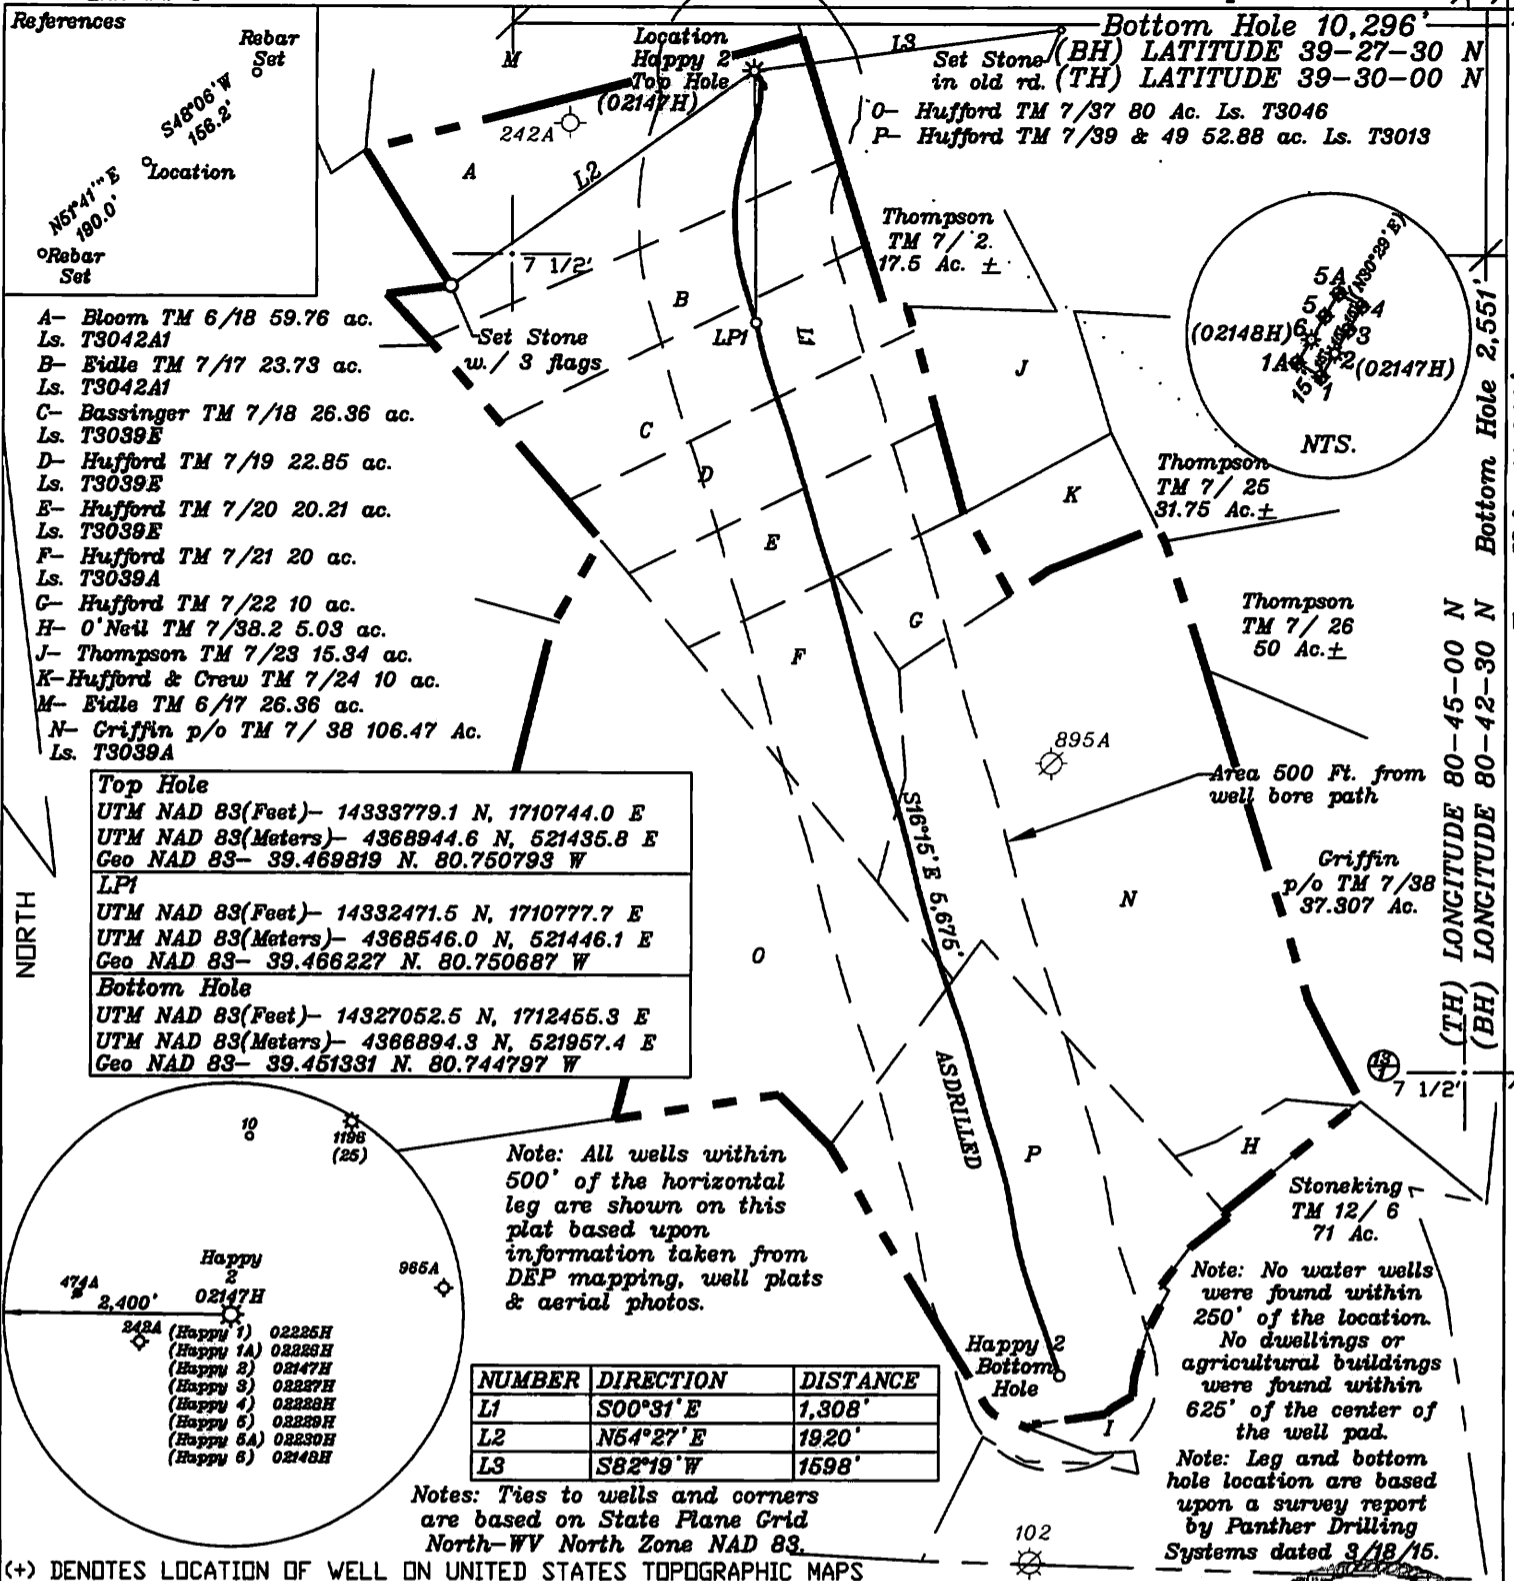 References
Rebar
Set
S48°06'W
156.2'
Location
N51°41'"E
190.0'
Rebar
Set
M
Location
Happy 2
Top Hole
(02147H)
242A
L3
Bottom Hole 10,296'
Set Stone
in old rd.
(BH) LATITUDE 39-27-30 N
(TH) LATITUDE 39-30-00 N
O- Hufford TM 7/37 80 Ac. Ls. T3046
P- Hufford TM 7/39 & 49 52.88 ac. Ls. T3013
A
L2
7 1/2'
Set Stone
w./ 3 flags
B
LP1
L1
C
D
E
F
G
J
K
Thompson
TM 7/ 2.
17.5 Ac. ±
5A
(N30°29'E)
5
4
(02148H)
6
3
1A
2
(02147H)
15'
1
NTS.
Bottom Hole 2,551'
Thompson
TM 7/ 25
31.75 Ac.±
Thompson
TM 7/ 26
50 Ac.±
A- Bloom TM 6/18 59.76 ac.
Ls. T3042A1
B- Eidle TM 7/17 23.73 ac.
Ls. T3042A1
C- Bassinger TM 7/18 26.36 ac.
Ls. T3039E
D- Hufford TM 7/19 22.85 ac.
Ls. T3039E
E- Hufford TM 7/20 20.21 ac.
Ls. T3039E
F- Hufford TM 7/21 20 ac.
Ls. T3039A
G- Hufford TM 7/22 10 ac.
H- O'Neil TM 7/38.2 5.03 ac.
J- Thompson TM 7/23 15.34 ac.
K-Hufford & Crew TM 7/24 10 ac.
M- Eidle TM 6/17 26.36 ac.
N- Griffin p/o TM 7/ 38 106.47 Ac.
Ls. T3039A
Top Hole
UTM NAD 83(Feet)- 14333779.1 N, 1710744.0 E
UTM NAD 83(Meters)- 4368944.6 N, 521435.8 E
Geo NAD 83- 39.469819 N. 80.750793 W
LP1
UTM NAD 83(Feet)- 14332471.5 N, 1710777.7 E
UTM NAD 83(Meters)- 4368546.0 N, 521446.1 E
Geo NAD 83- 39.466227 N. 80.750687 W
Bottom Hole
UTM NAD 83(Feet)- 14327052.5 N, 1712455.3 E
UTM NAD 83(Meters)- 4366894.3 N, 521957.4 E
Geo NAD 83- 39.451331 N. 80.744797 W
NORTH
895A
Area 500 Ft. from
well bore path
S16°15'E 5,675'
Griffin
p/o TM 7/38
37.307 Ac.
(TH) LONGITUDE 80-45-00 N
(BH) LONGITUDE 80-42-30 N
N
O
ASDRILLED
P
H
I
7 1/2'
10
1196
(25)
Happy
2
02147H
965A
474A
2,400'
242A
(Happy 1) 02225H
(Happy 1A) 02226H
(Happy 2) 02147H
(Happy 3) 02227H
(Happy 4) 02228H
(Happy 5) 02229H
(Happy 5A) 02230H
(Happy 6) 02148H
Note: All wells within
500' of the horizontal
leg are shown on this
plat based upon
information taken from
DEP mapping, well plats
& aerial photos.
Happy 2
Bottom
Hole
Stoneking
TM 12/ 6
71 Ac.
Note: No water wells
were found within
250' of the location.
No dwellings or
agricultural buildings
were found within
625' of the center of
the well pad.
Note: Leg and bottom
hole location are based
upon a survey report
by Panther Drilling
Systems dated 3/18/15.
NUMBER DIRECTION DISTANCE
L1 S00°31'E 1,308'
L2 N54°27'E 1920'
L3 S82°19'W 1598'
Notes: Ties to wells and corners
are based on State Plane Grid
North-WV North Zone NAD 83.
102
(+) DENOTES LOCATION OF WELL ON UNITED STATES TOPOGRAPHIC MAPS